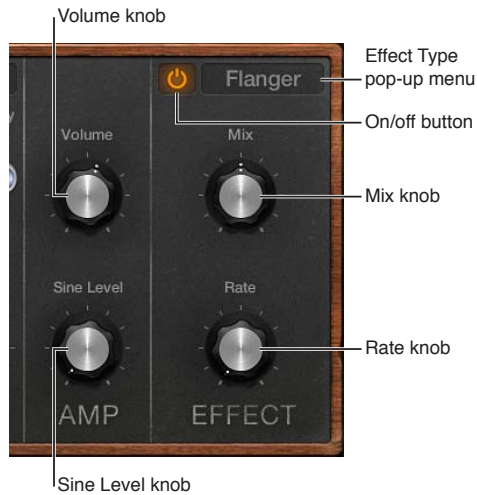 Volume knob
Effect Type
pop-up menu
On/off button
Flanger
y
Volume
Mix
Mix knob
Sine Level
Rate
Rate knob
AMP
EFFECT
Sine Level knob